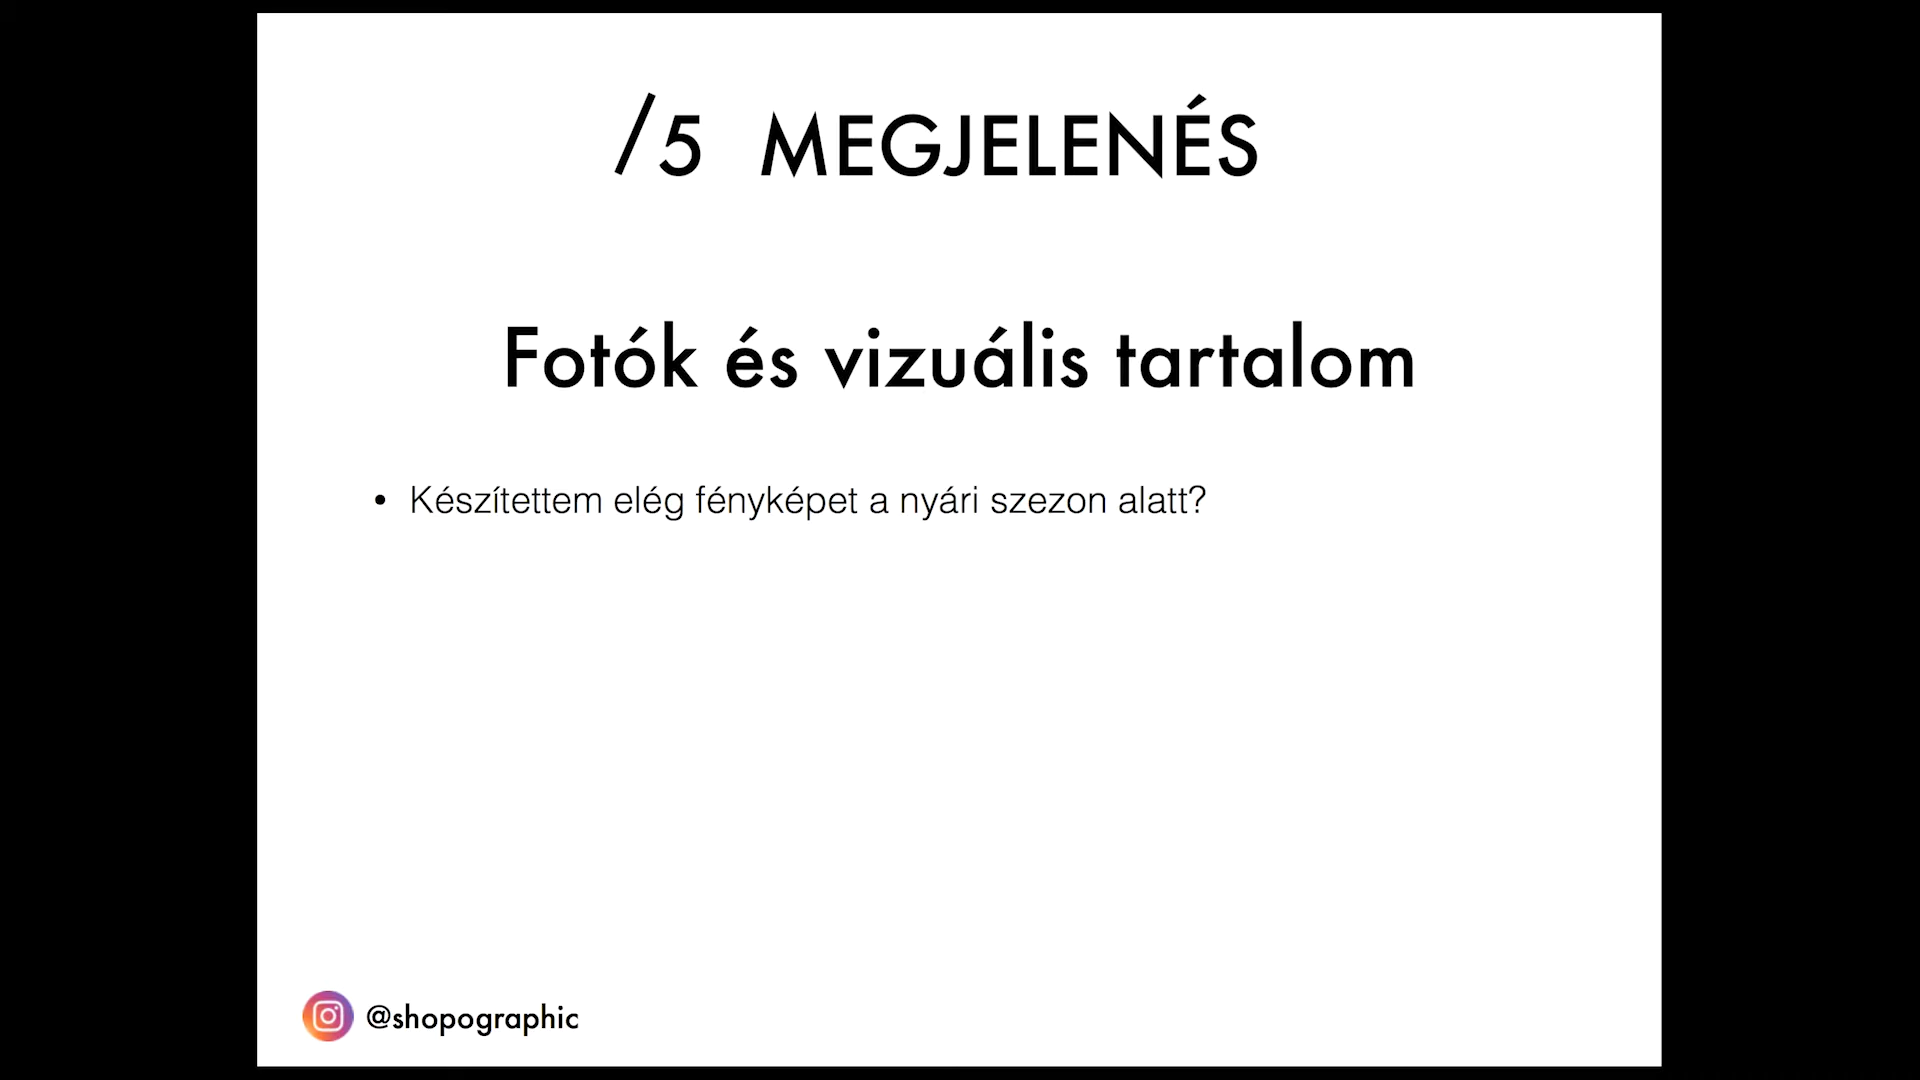 /5 MEGJELENÉS
Fotók és vizuális tartalom
• Készítettem elég fényképet a nyári szezon alatt?
@shopographic